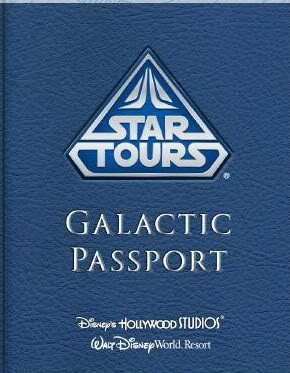 STAR
TOURS®
GALACTIC
PASSPORT
Disney's HOLLYWOOD STUDIOS®
Walt Disney World. Resort